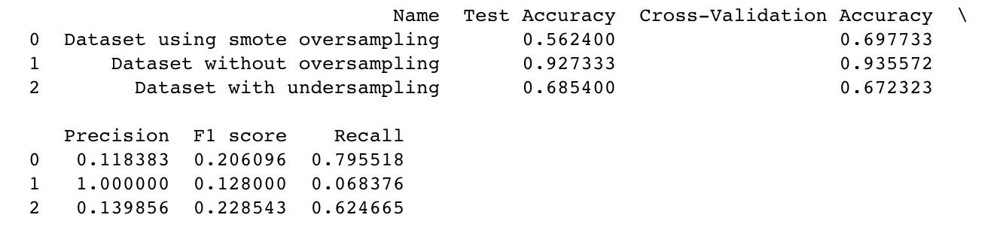 Name Test Accuracy Cross-Validation Accuracy \
0 Dataset using smote oversampling 0.562400 0.697733
1 Dataset without oversampling 0.927333 0.935572
2 Dataset with undersampling 0.685400 0.672323
Precision F1 score Recall
0 0.118383 0.206096 0.795518
1 1.000000 0.128000 0.068376
2 0.139856 0.228543 0.624665